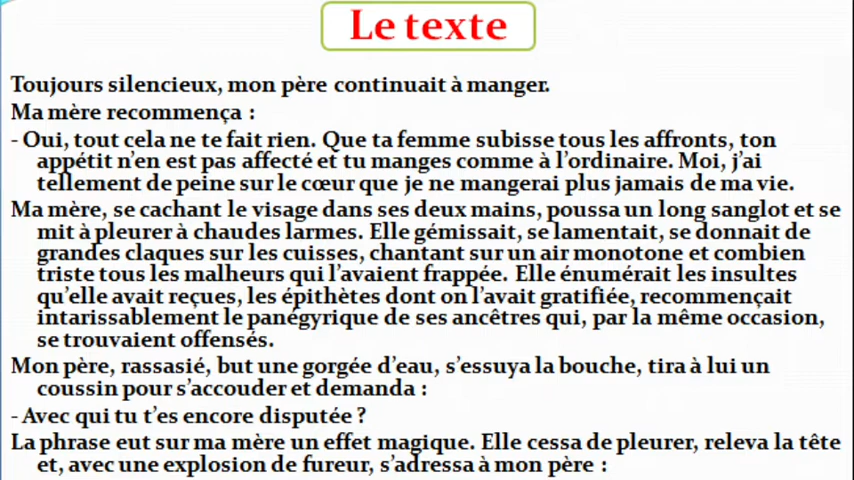 Le texte
Toujours silencieux, mon père continuait à manger.
Ma mère recommença :
- Oui, tout cela ne te fait rien. Que ta femme subisse tous les affronts, ton
appétit n'en est pas affecté et tu manges comme à l'ordinaire. Moi, j'ai
tellement de peine sur le cœur que je ne mangerai plus jamais de ma vie.
Ma mère, se cachant le visage dans ses deux mains, poussa un long sanglot et se
mit à pleurer à chaudes larmes. Elle gémissait, se lamentait, se donnait de
grandes claques sur les cuisses, chantant sur un air monotone et combien
triste tous les malheurs qui l'avaient frappée. Elle énumérait les insultes
qu'elle avait reçues, les épithètes dont on l'avait gratifiée, recommençait
intarissablement le panégyrique de ses ancêtres qui, par la même occasion,
se trouvaient offensés.
Mon père, rassasié, but une gorgée d'eau, s'essuya la bouche, tira à lui un
coussin pour s'accouder et demanda :
- Avec qui tu t'es encore disputée ?
La phrase eut sur ma mère un effet magique. Elle cessa de pleurer, releva la tête
et, avec une explosion de fureur, s'adressa à mon père :